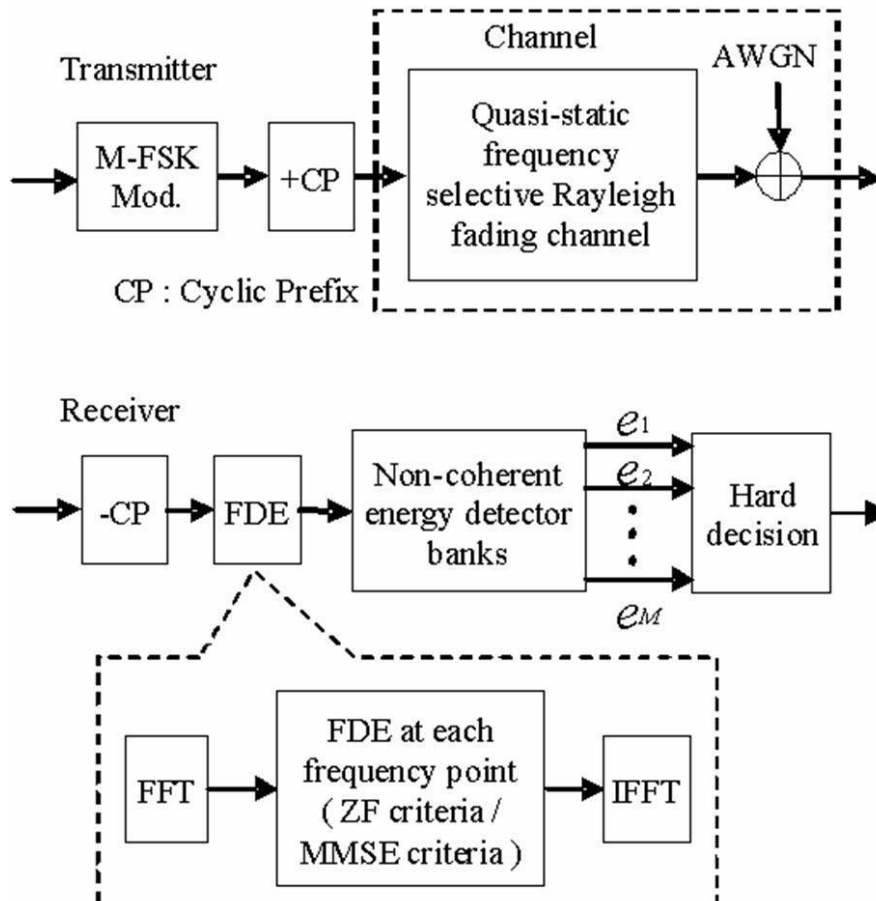 Channel
Transmitter
AWGN
M-FSK
Mod.
+CP
Quasi-static
frequency
selective Rayleigh
fading channel
CP : Cyclic Prefix
Receiver
-CP
FDE
Non-coherent
energy detector
banks
e1
e2
eM
Hard
decision
FFT
FDE at each
frequency point
( ZF criteria /
MMSE criteria )
IFFT